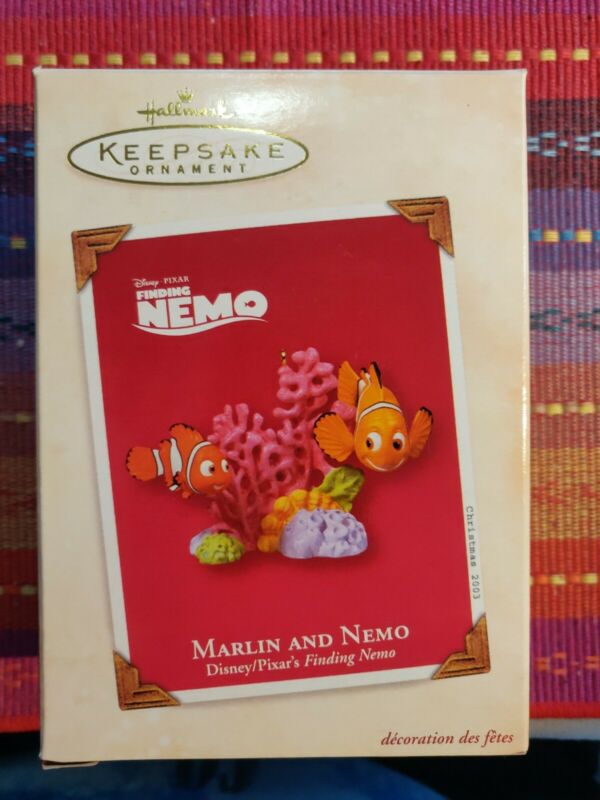 Hallmark
KEEPSAKE
ORNAMENT
Disney · PIXAR
FINDING
NEMO
Christmas 2003
MARLIN AND NEMO
Disney/Pixar's Finding Nemo
décoration des fêtes